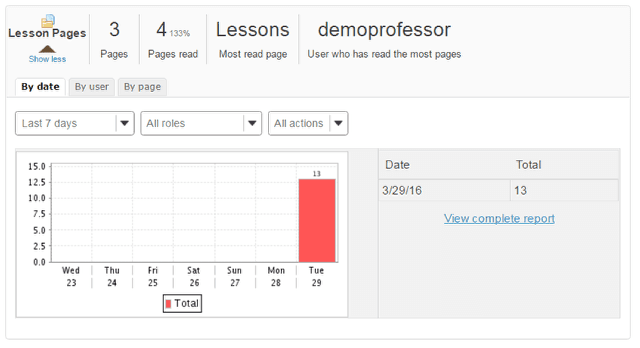 Lesson Pages
Show less
3
Pages
4 133%
Pages read
Lessons
Most read page
demoprofessor
User who has read the most pages
By date
By user
By page
Last 7 days
All roles
All actions
15.0
12.5
10.0
7.5
5.0
2.5
0.0
13
Wed Thu Fri Sat Sun Mon Tue
23 24 25 26 27 28 29
Total
Date Total
3/29/16 13
View complete report